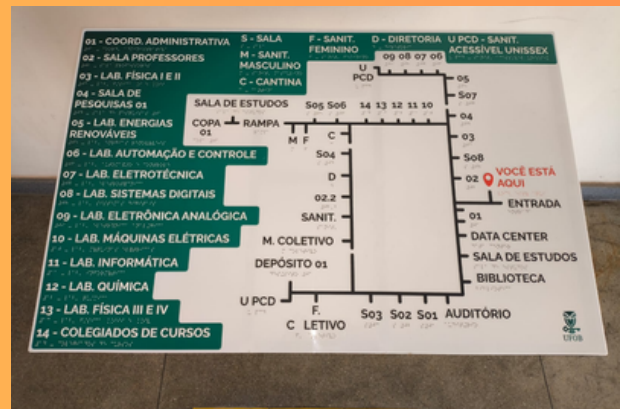 01 - COORD. ADMINISTRATIVA
02 - SALA PROFESSORES
03 - LAB. FÍSICA I E II
04 - SALA DE
PESQUISAS 01
05 - LAB. ENERGIAS
RENOVÁVEIS
06 - LAB. AUTOMAÇÃO E CONTROLE
07 - LAB. ELETROTÉCNICA
08 - LAB. SISTEMAS DIGITAIS
09 - LAB. ELETRÔNICA ANALÓGICA
10 - LAB. MÁQUINAS ELÉTRICAS
11 - LAB. INFORMÁTICA
12 - LAB. QUÍMICA
13 - LAB. FÍSICA III E IV
14 - COLEGIADOS DE CURSOS
S - SALA
M - SANIT.
MASCULINO
C - CANTINA
F - SANIT.
FEMININO
D - DIRETORIA
U PCD - SANIT.
ACESSÍVEL UNISSEX
09 08 07 06
U
PCD
05
S07
SALA DE ESTUDOS
S05 S06
14 13 12 11 10
04
COPA
01
RAMPA
M F
C
03
S04
S08
D
02
VOCÊ ESTÁ
AQUI
02.2
ENTRADA
SANIT.
01
M. COLETIVO
DATA CENTER
DEPÓSITO 01
SALA DE ESTUDOS
BIBLIOTECA
U PCD
F.
C LETIVO
S03 S02 S01
AUDITÓRIO
UFOB